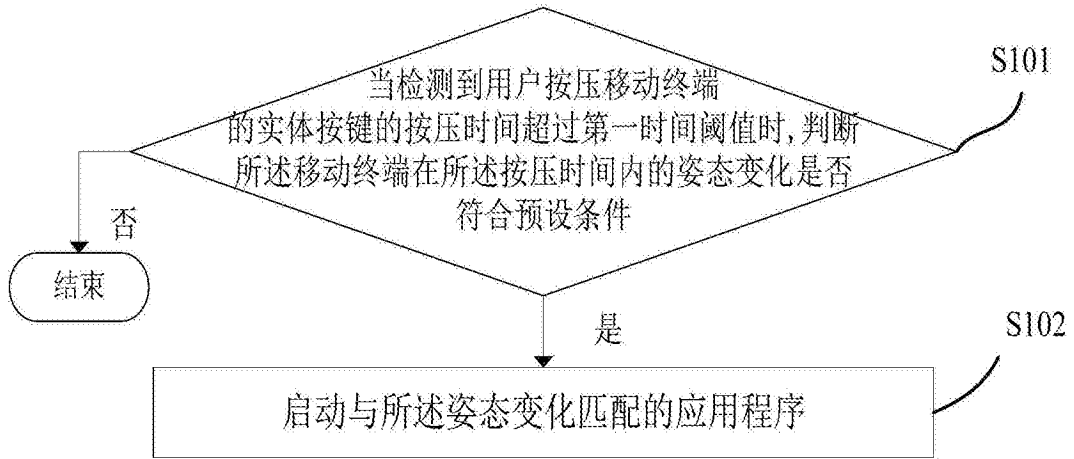 当检测到用户按压移动终端
的实体按键的按压时间超过第一时间阈值时,判断
所述移动终端在所述按压时间内的姿态变化是否
符合预设条件
S101
否
结束
是
S102
启动与所述姿态变化匹配的应用程序